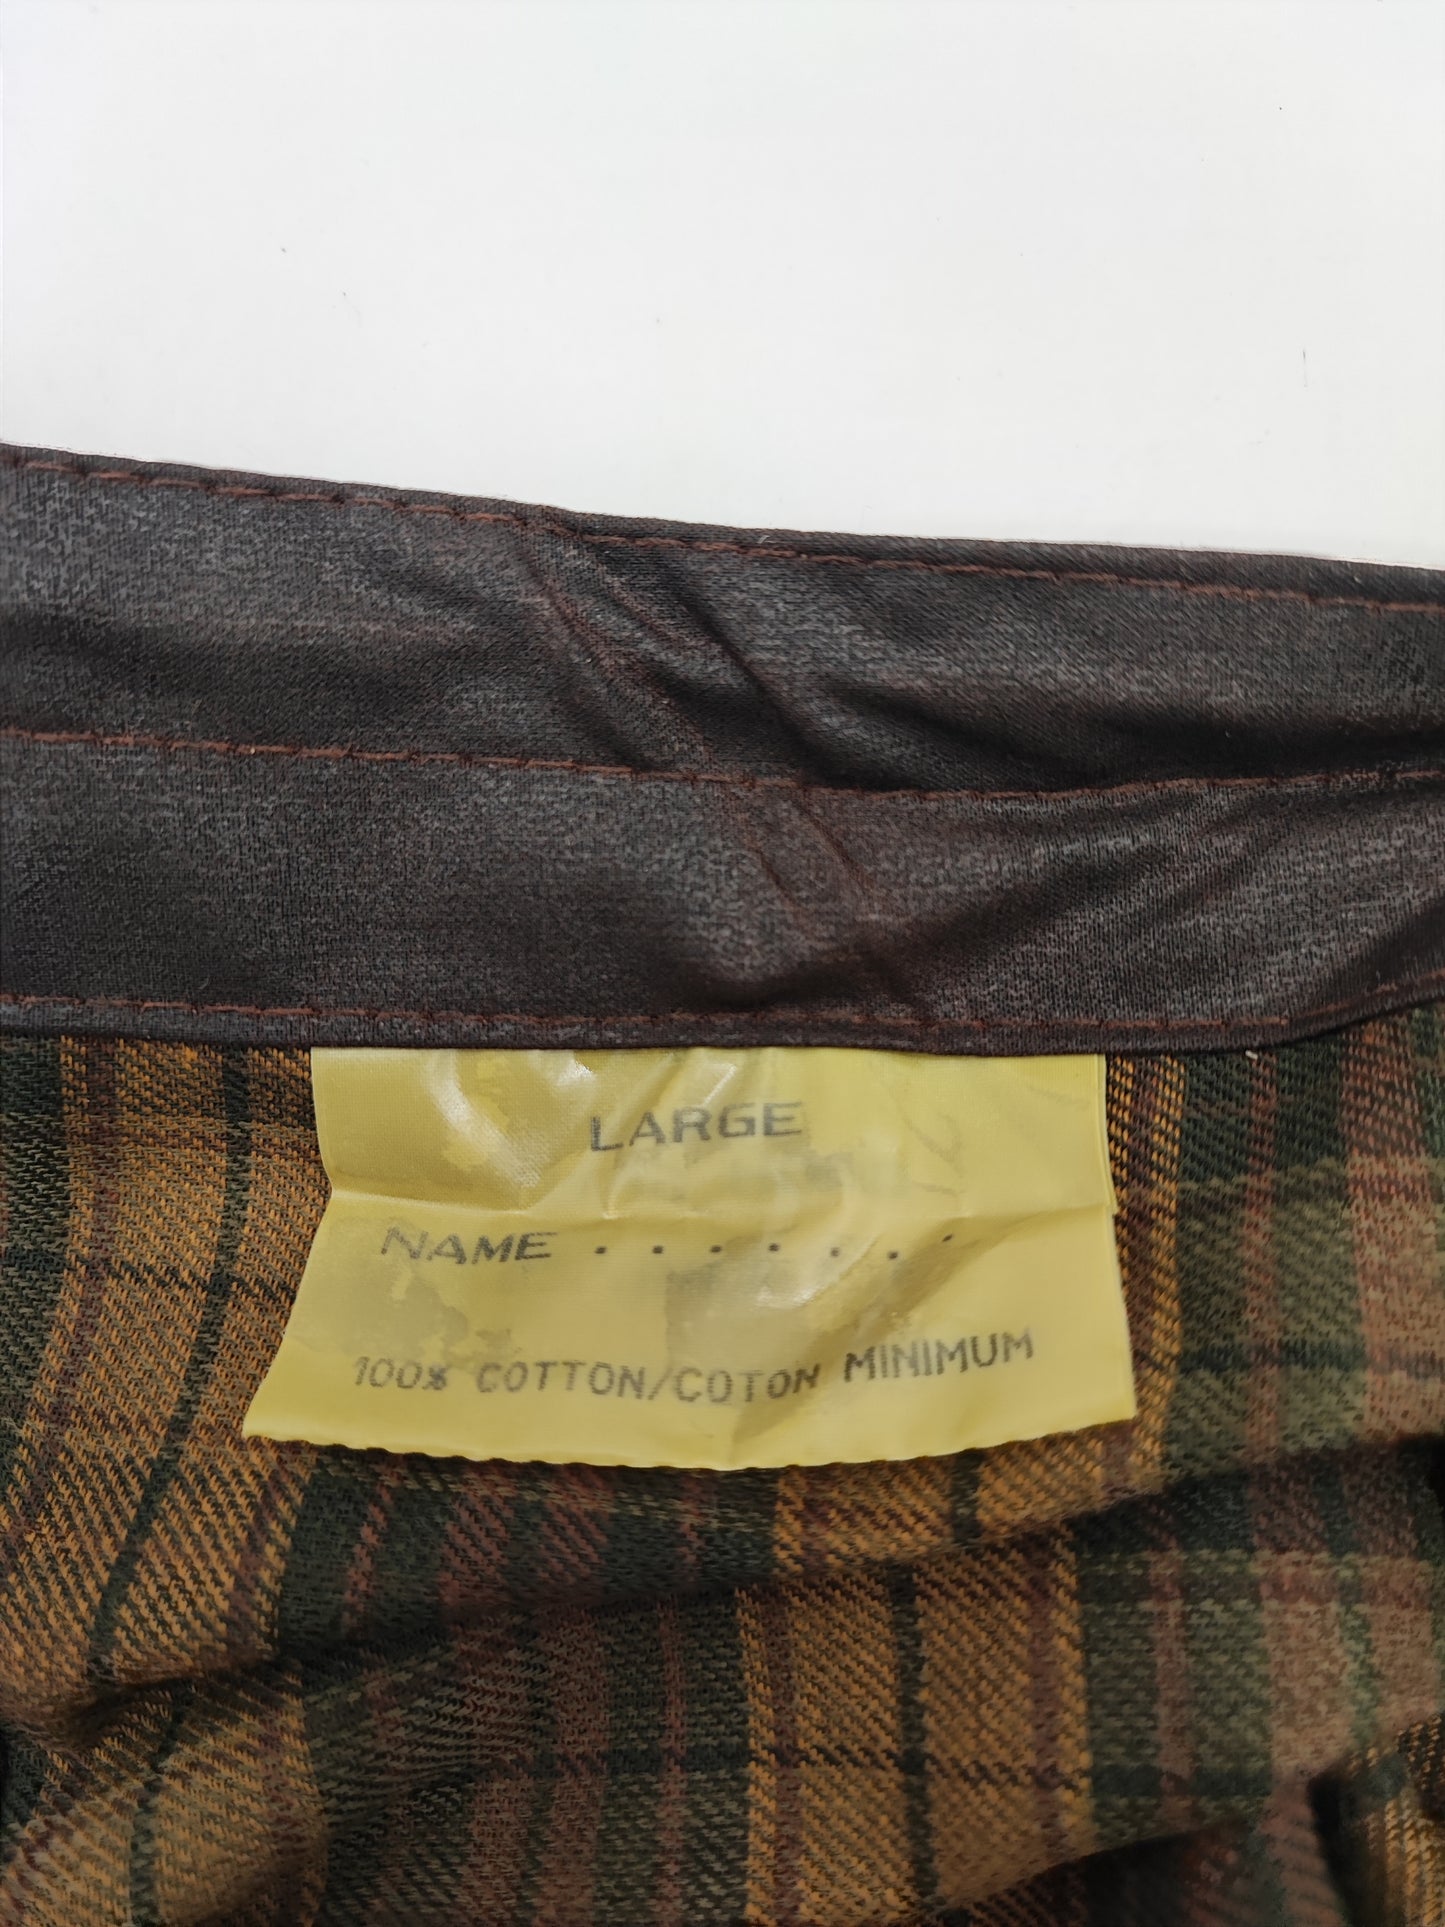 LARGE
NAME . . . . . . .
100% COTTON/COTON MINIMUM